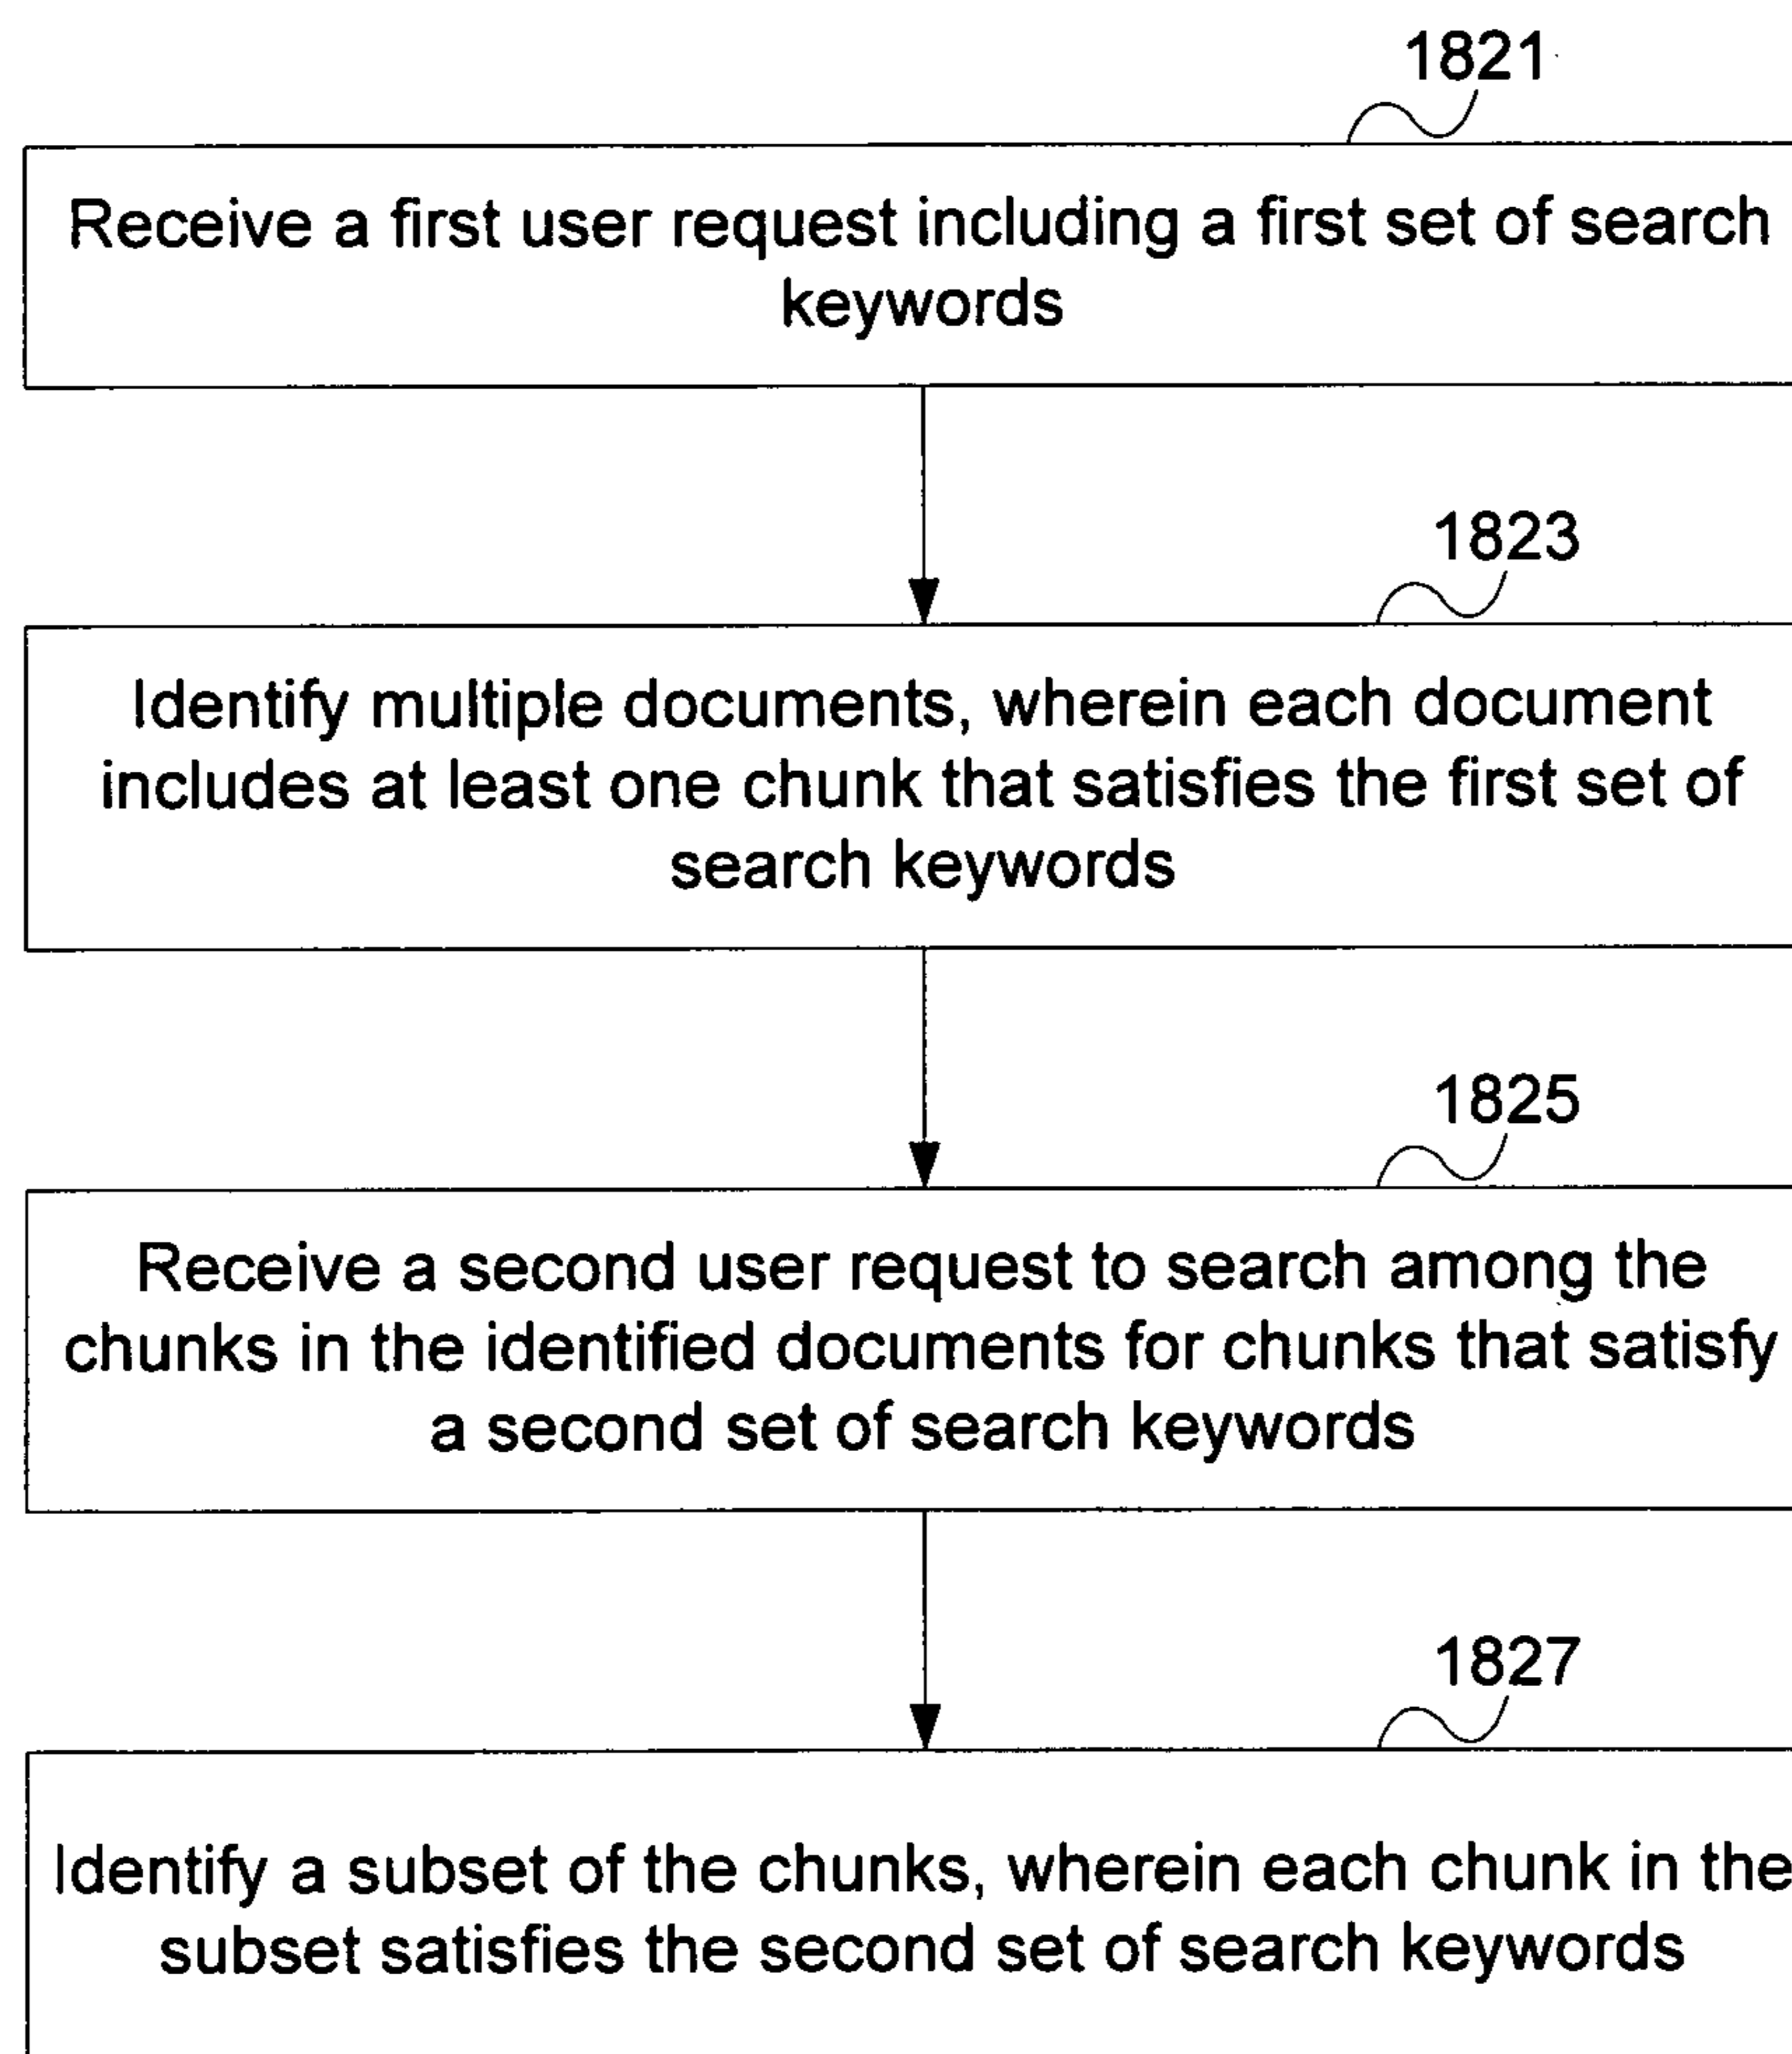 1821
Receive a first user request including a first set of search
keywords
1823
Identify multiple documents, wherein each document
includes at least one chunk that satisfies the first set of
search keywords
1825
Receive a second user request to search among the
chunks in the identified documents for chunks that satisfy
a second set of search keywords
1827
Identify a subset of the chunks, wherein each chunk in the
subset satisfies the second set of search keywords